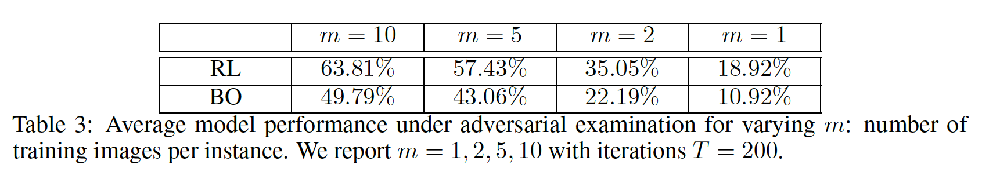 m = 10 m = 5 m = 2 m = 1
RL 63.81% 57.43% 35.05% 18.92%
BO 49.79% 43.06% 22.19% 10.92%
Table 3: Average model performance under adversarial examination for varying m: number of
training images per instance. We report m = 1, 2, 5, 10 with iterations T = 200.